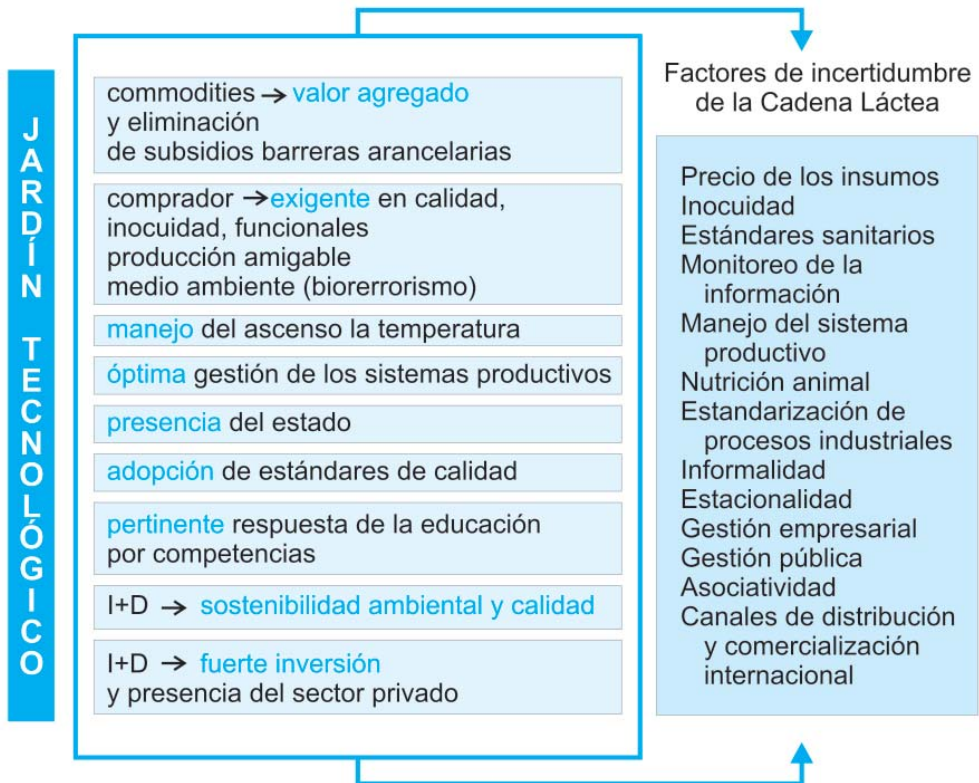 JARDÍN TECNOLÓGICO
commodities → valor agregado
y eliminación
de subsidios barreras arancelarias
comprador → exigente en calidad,
inocuidad, funcionales
producción amigable
medio ambiente (biorerrorismo)
manejo del ascenso la temperatura
óptima gestión de los sistemas productivos
presencia del estado
adopción de estándares de calidad
pertinente respuesta de la educación
por competencias
I+D → sostenibilidad ambiental y calidad
I+D → fuerte inversión
y presencia del sector privado
Factores de incertidumbre
de la Cadena Láctea
Precio de los insumos
Inocuidad
Estándares sanitarios
Monitoreo de la
información
Manejo del sistema
productivo
Nutrición animal
Estandarización de
procesos industriales
Informalidad
Estacionalidad
Gestión empresarial
Gestión pública
Asociatividad
Canales de distribución
y comercialización
internacional